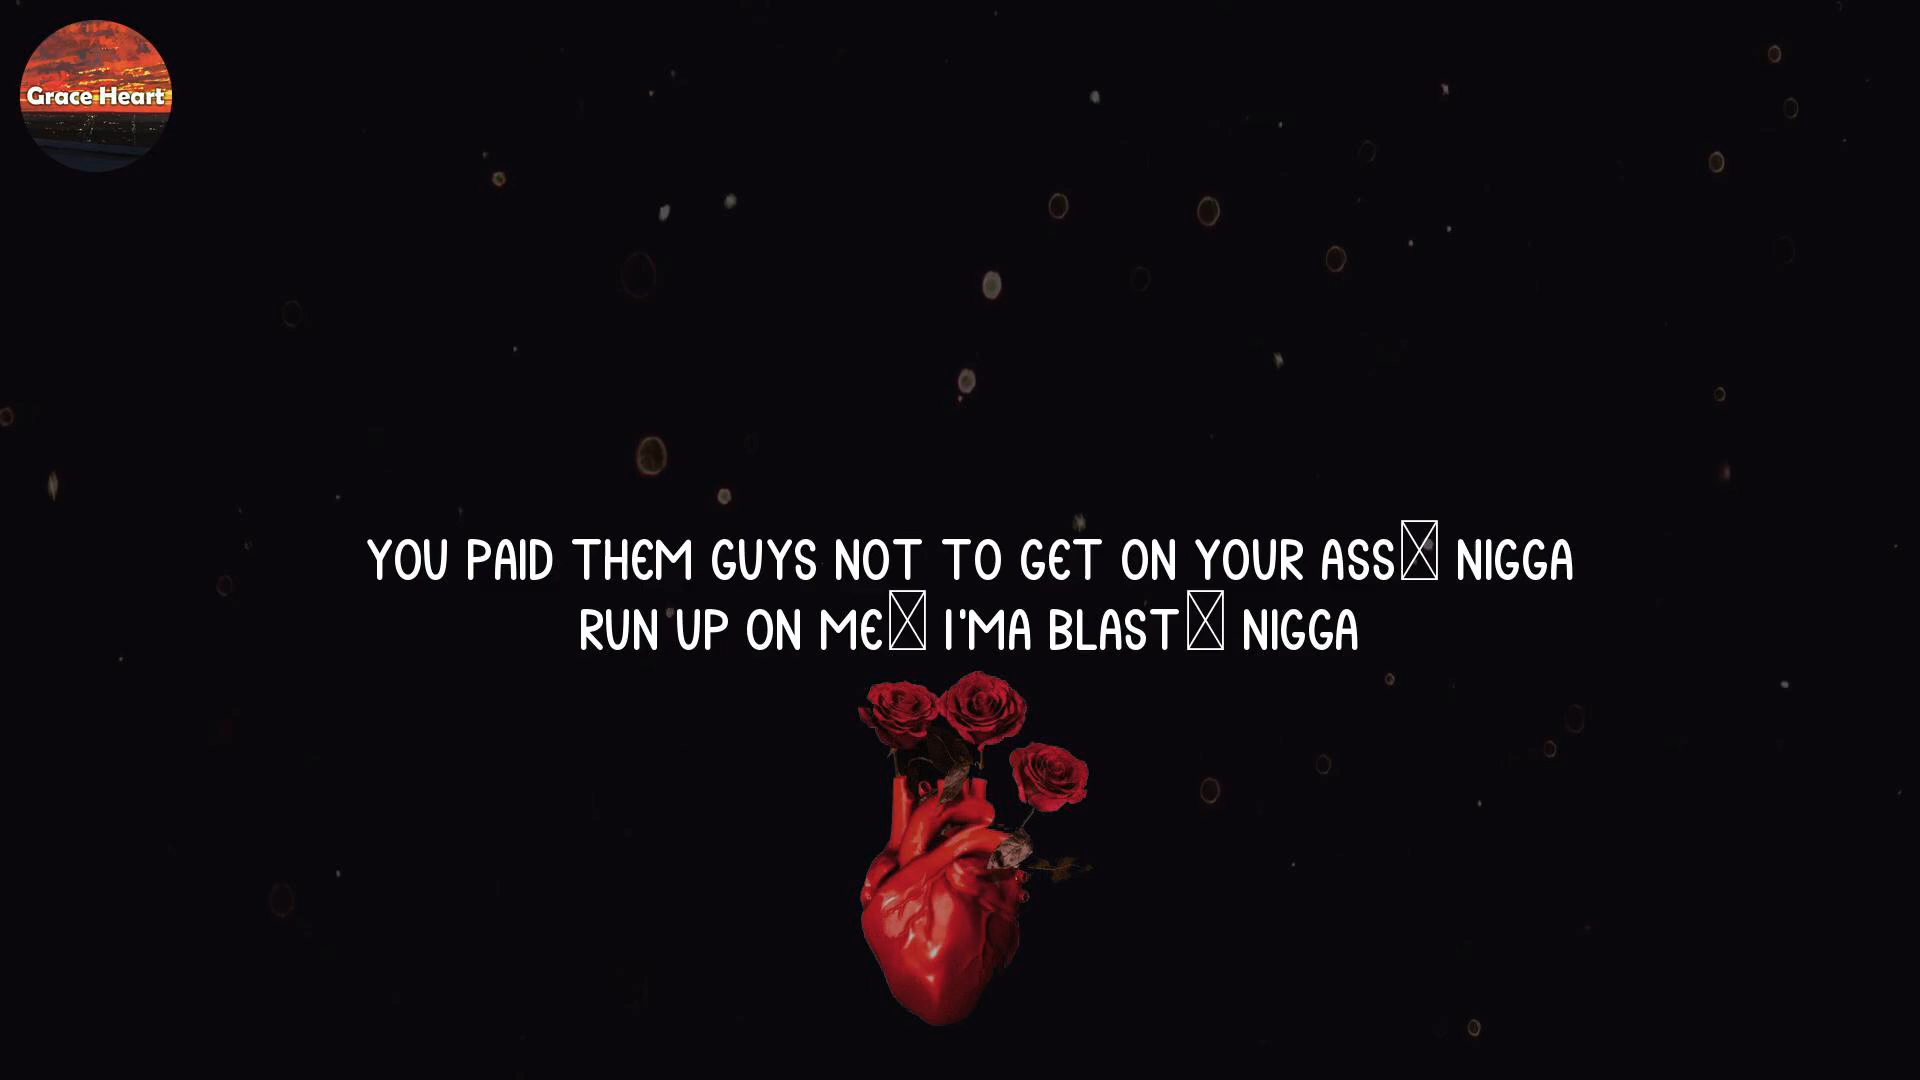 Grace Heart
YOU PAID THEM GUYS NOT TO GET ON YOUR ASS☒ NIGGA
RUN UP ON ME☒ I'MA BLAST☒ NIGGA